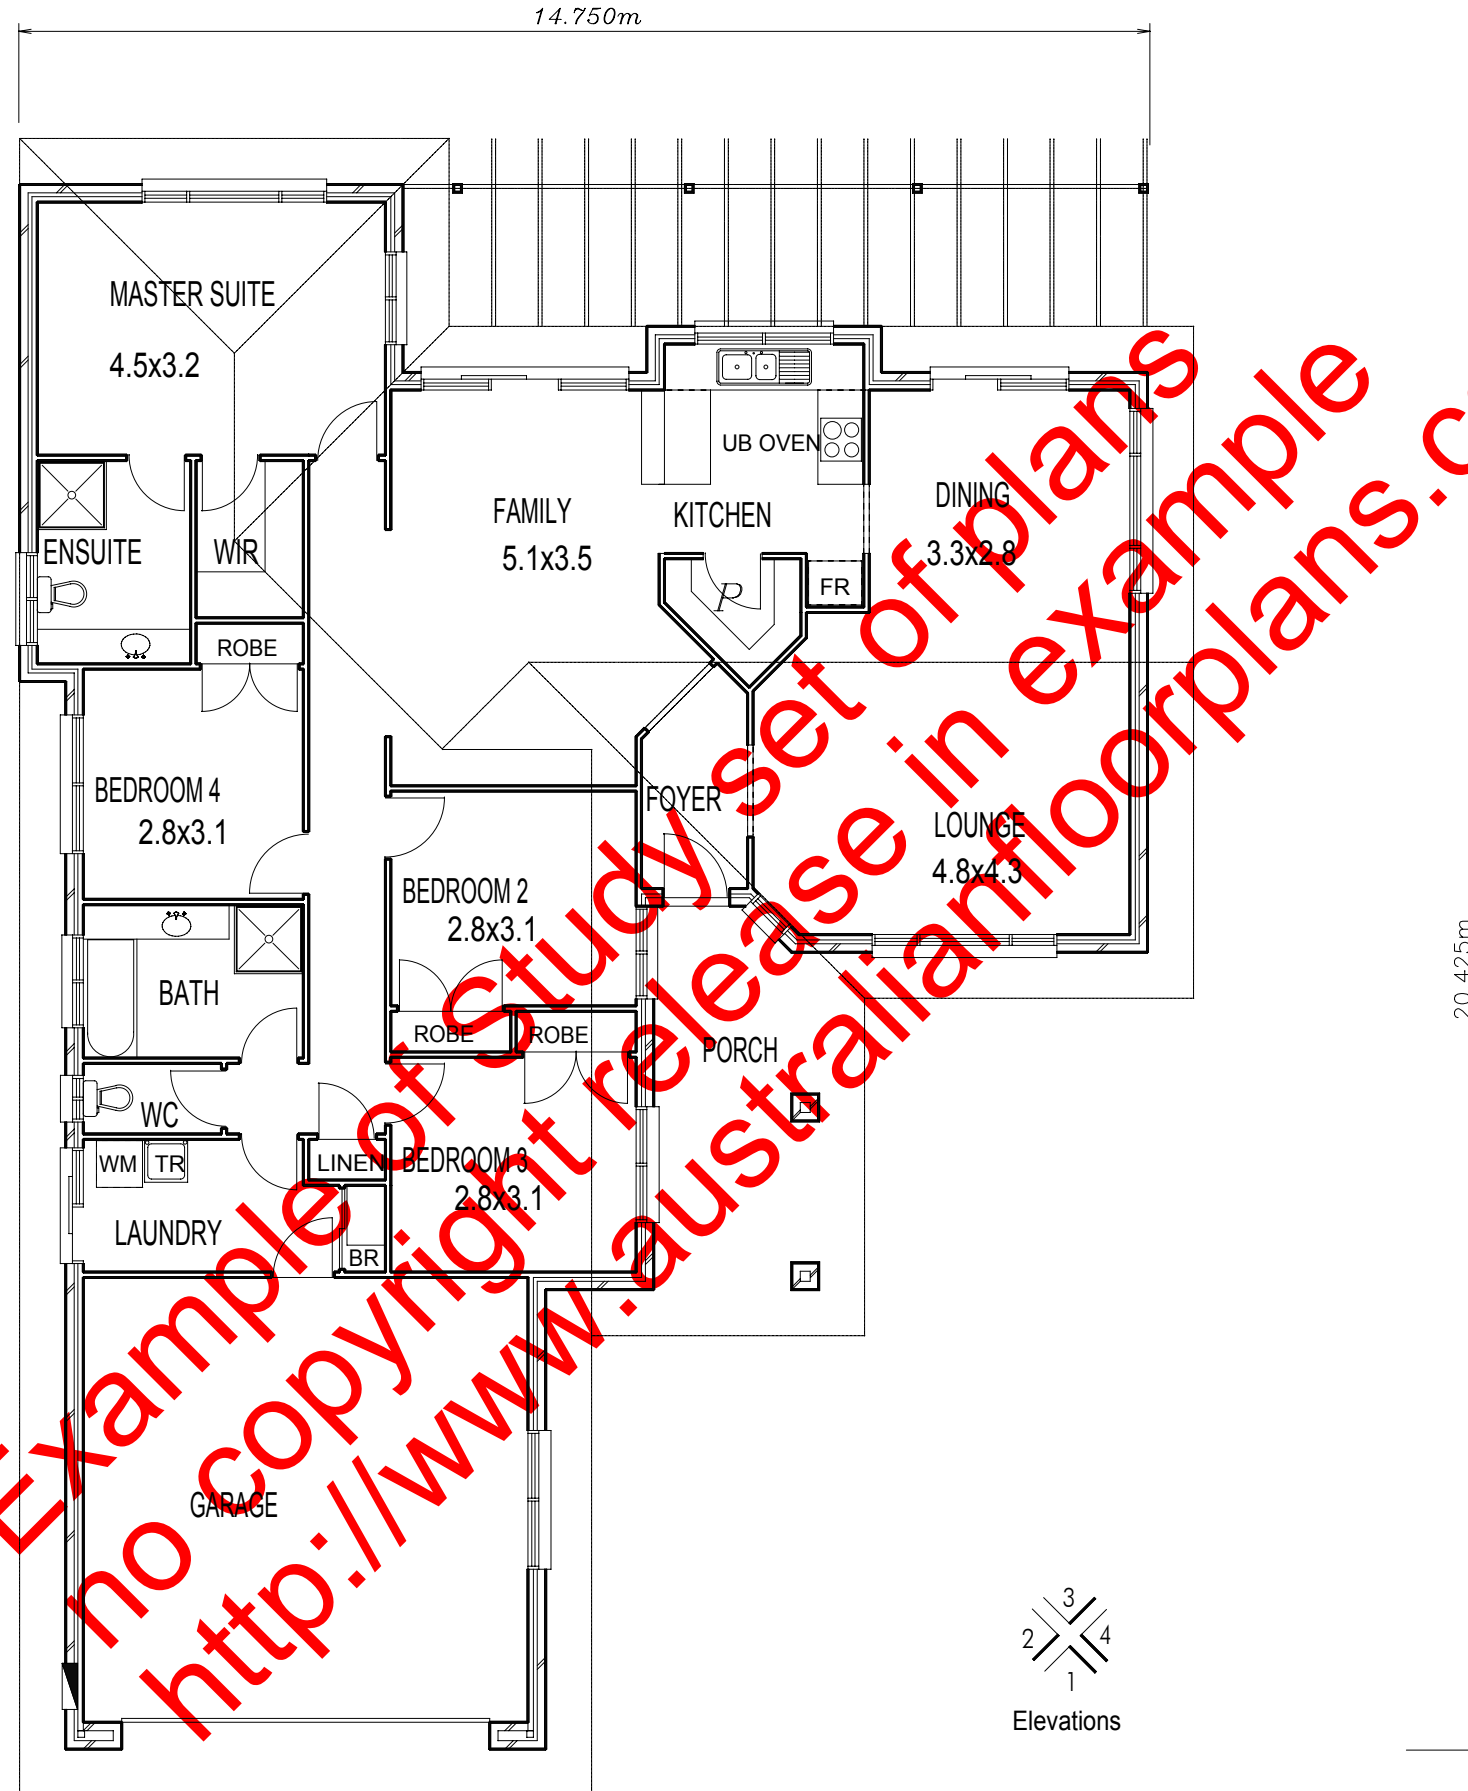 14.750m
MASTER SUITE
4.5x3.2
UB OVEN
FAMILY
5.1x3.5
KITCHEN
DINING
3.3x2.8
ENSUITE
WIR
P
FR
ROBE
BEDROOM 4
2.8x3.1
FOYER
LOUNGE
4.8x4.3
BEDROOM 2
2.8x3.1
BATH
ROBE
ROBE
PORCH
20.425m
WC
WM
TR
LINEN
BEDROOM 3
2.8x3.1
LAUNDRY
BR
GARAGE
3
2
4
1
Elevations
Example of Study set of plans
no copyright release in example
http://www.australianfloorplans.c